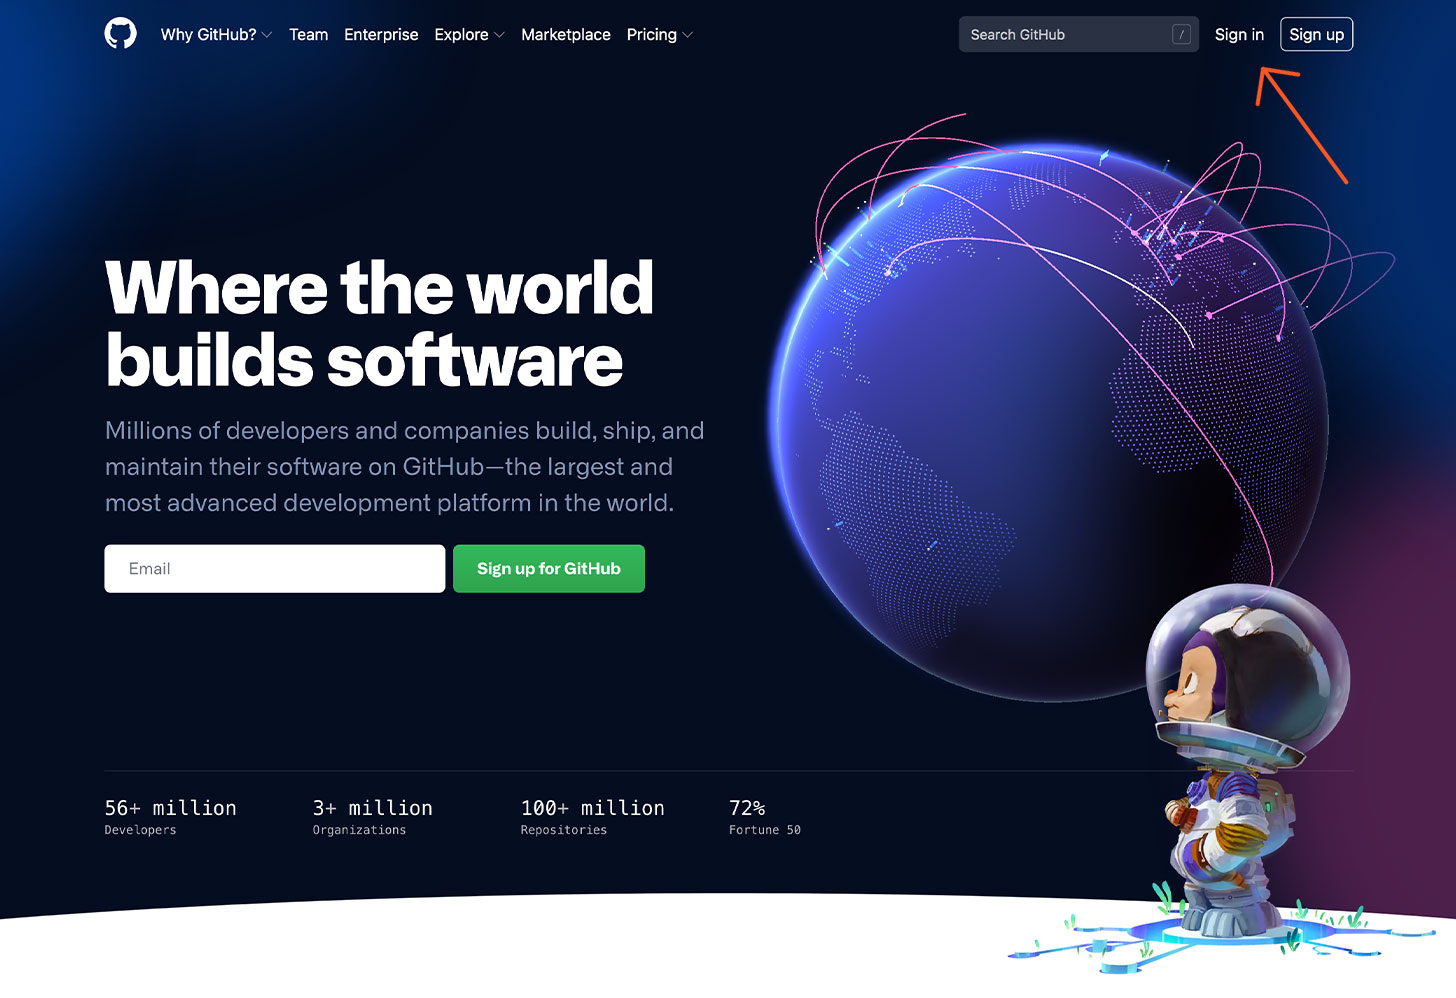 Why GitHub? Team Enterprise Explore Marketplace Pricing Search GitHub / Sign in Sign up
Where the world
builds software
Millions of developers and companies build, ship, and
maintain their software on GitHub—the largest and
most advanced development platform in the world.
Email Sign up for GitHub
56+ million 3+ million 100+ million 72%
Developers Organizations Repositories Fortune 50